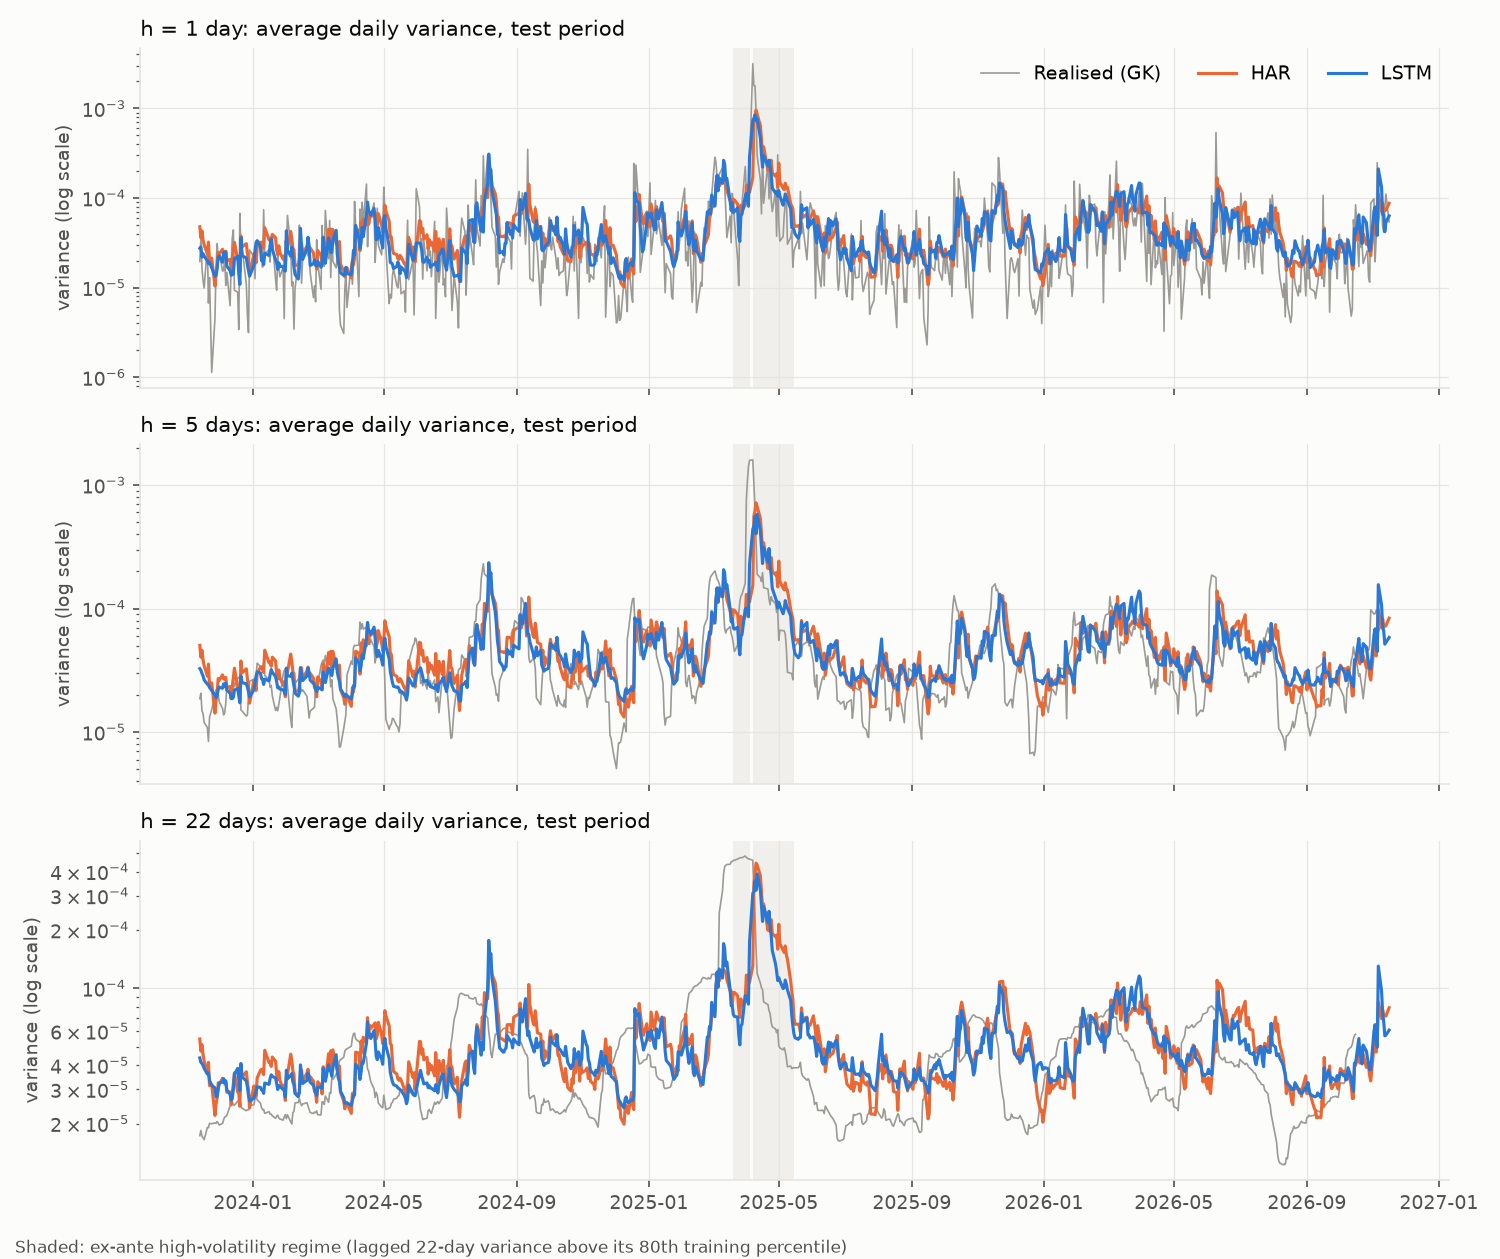 h = 1 day: average daily variance, test period
Realised (GK)
HAR
LSTM
variance (log scale)
10⁻³
10⁻⁴
10⁻⁵
10⁻⁶
h = 5 days: average daily variance, test period
variance (log scale)
10⁻³
10⁻⁴
10⁻⁵
h = 22 days: average daily variance, test period
variance (log scale)
4 × 10⁻⁴
3 × 10⁻⁴
2 × 10⁻⁴
10⁻⁴
6 × 10⁻⁵
4 × 10⁻⁵
3 × 10⁻⁵
2 × 10⁻⁵
2024-01
2024-05
2024-09
2025-01
2025-05
2025-09
2026-01
2026-05
2026-09
2027-01
Shaded: ex-ante high-volatility regime (lagged 22-day variance above its 80th training percentile)